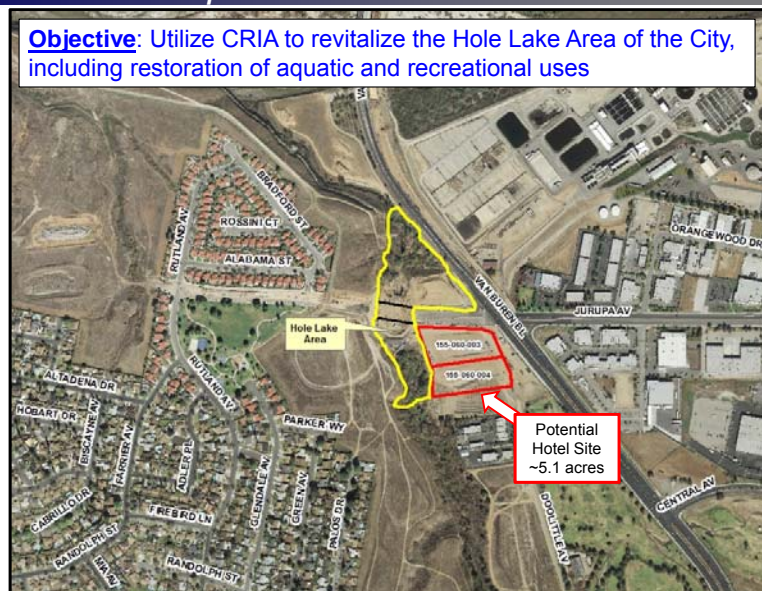 Objective: Utilize CRIA to revitalize the Hole Lake Area of the City,
including restoration of aquatic and recreational uses
VA
BRADFORD ST
RUTLAND AV
ROSSINI CT
ALABAMA ST
ORANGEWOOD DR
VAN BUREN BL
JURUPA AV
Hole Lake
Area
155-060-003
155-060-004
RUTLAND AV
ALTADENA DR
HOBART DR
BISCAYNE AV
FARRIER AV
ADLER PL
PARKER WY
Potential
Hotel Site
~5.1 acres
CENTRAL AV
CABRILLO DR
FIREBIRD LN
GLENDALE AV
GREEN AV
PALOS DR
DOOLITTLE AV
RANDOLPH ST
MIA AV
RANDOLPH ST